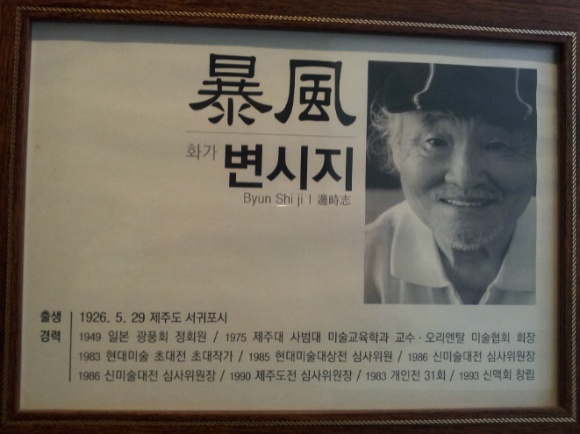 暴風
화가 변시지
Byun Shi ji | 邊時志
출생 | 1926. 5. 29 제주도 서귀포시
경력 | 1949 일본 광풍회 정회원 / 1975 제주대 사범대 미술교육학과 교수 · 오리엔탈 미술협회 회장
1983 현대미술 초대전 초대작가 / 1985 현대미술대상전 심사위원 / 1986 신미술대전 심사위원장
1986 신미술대전 심사위원장 / 1990 제주도전 심사위원장 / 1983 개인전 31회 / 1993 신맥회 창립